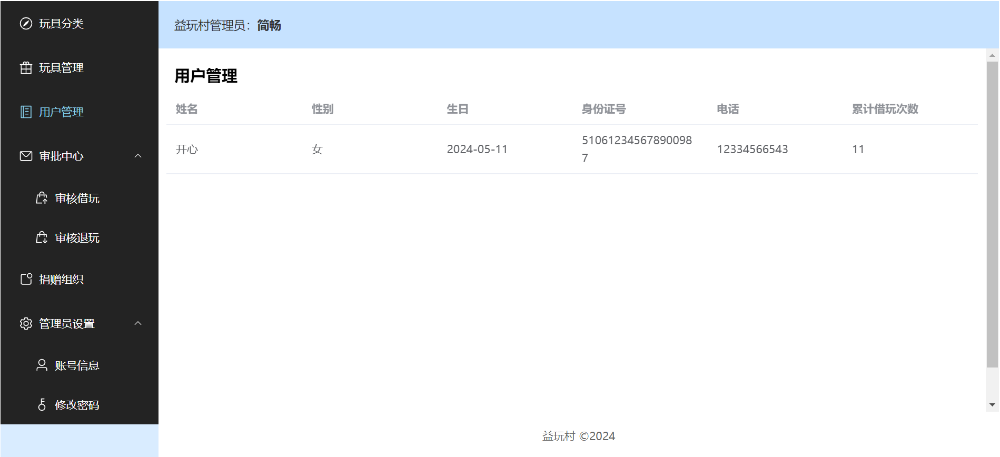 玩具分类
玩具管理
用户管理
审批中心
审核借玩
审核退玩
捐赠组织
管理员设置
账号信息
修改密码
益玩村管理员：简畅
用户管理
姓名 性别 生日 身份证号 电话 累计借玩次数
开心 女 2024-05-11 51061234567890098 12334566543 11
7
益玩村 ©2024